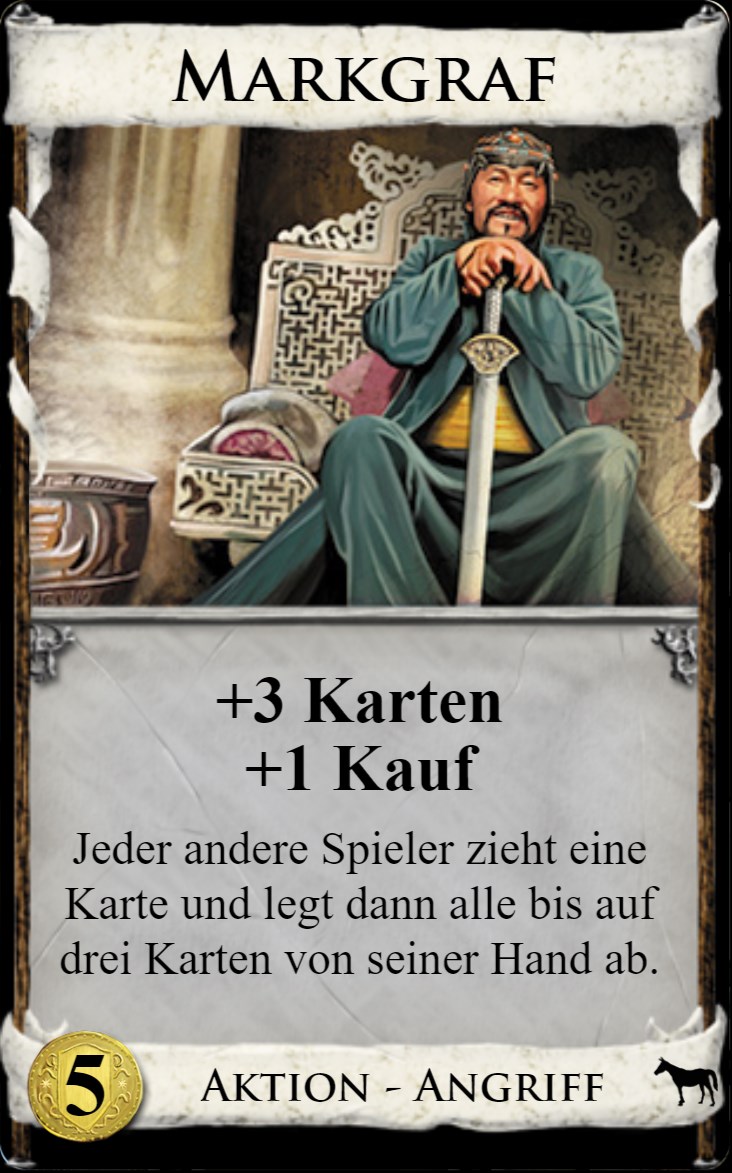 Markgraf
+3 Karten
+1 Kauf
Jeder andere Spieler zieht eine
Karte und legt dann alle bis auf
drei Karten von seiner Hand ab.
5
Aktion - Angriff